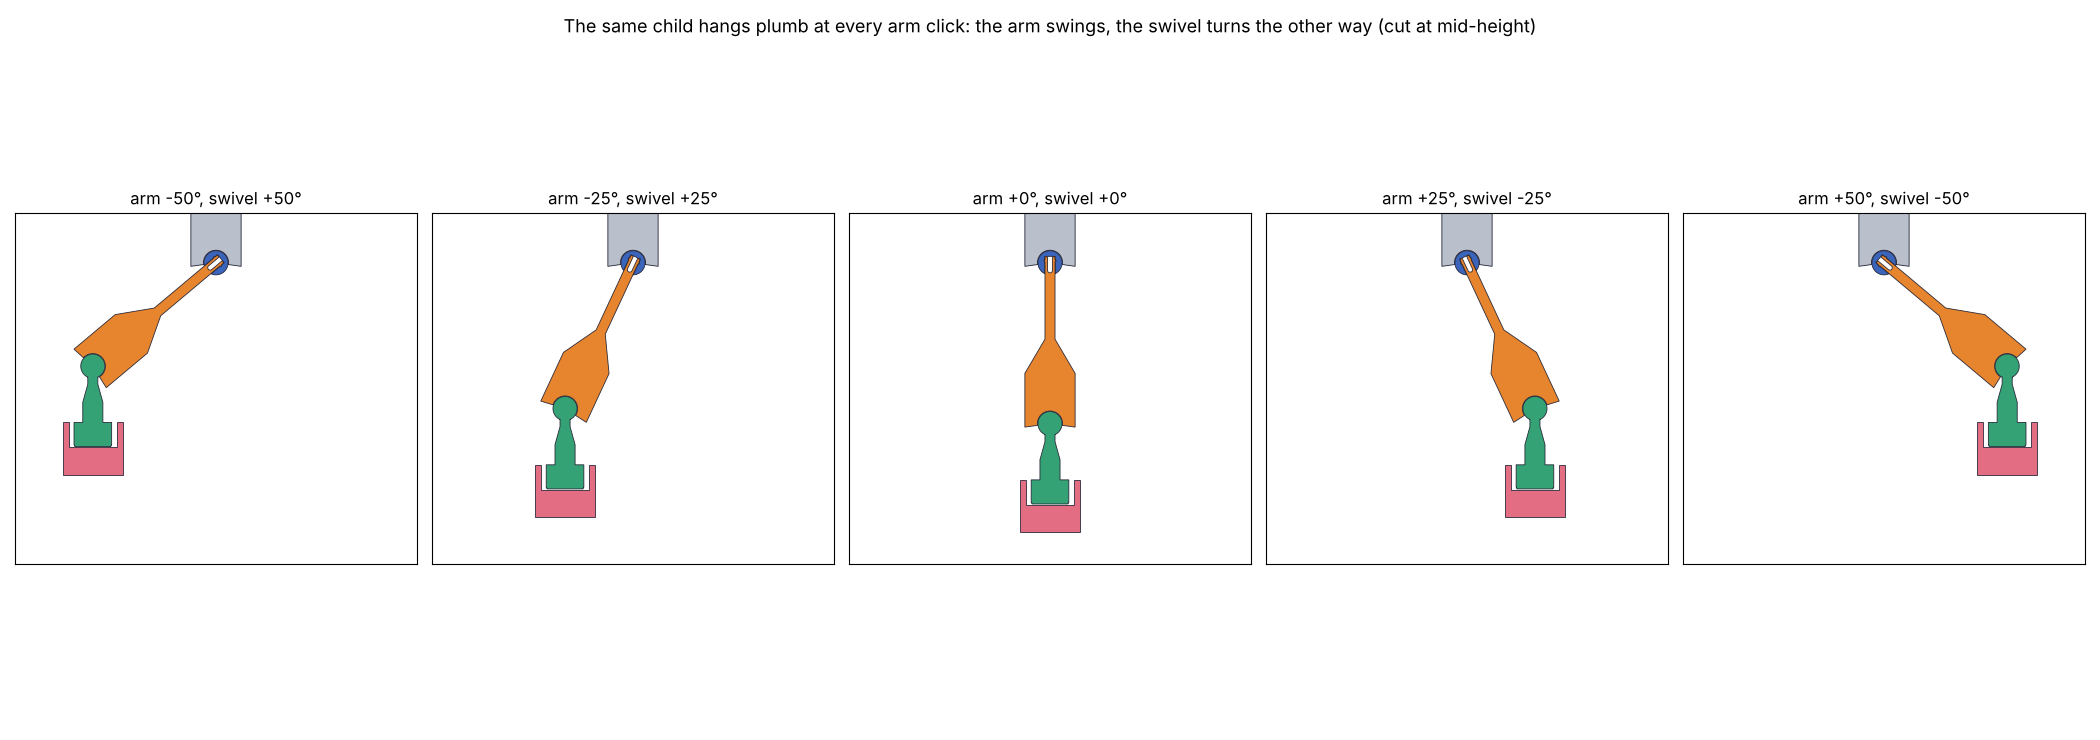 The same child hangs plumb at every arm click: the arm swings, the swivel turns the other way (cut at mid-height)
arm -50°, swivel +50°
arm -25°, swivel +25°
arm +0°, swivel +0°
arm +25°, swivel -25°
arm +50°, swivel -50°